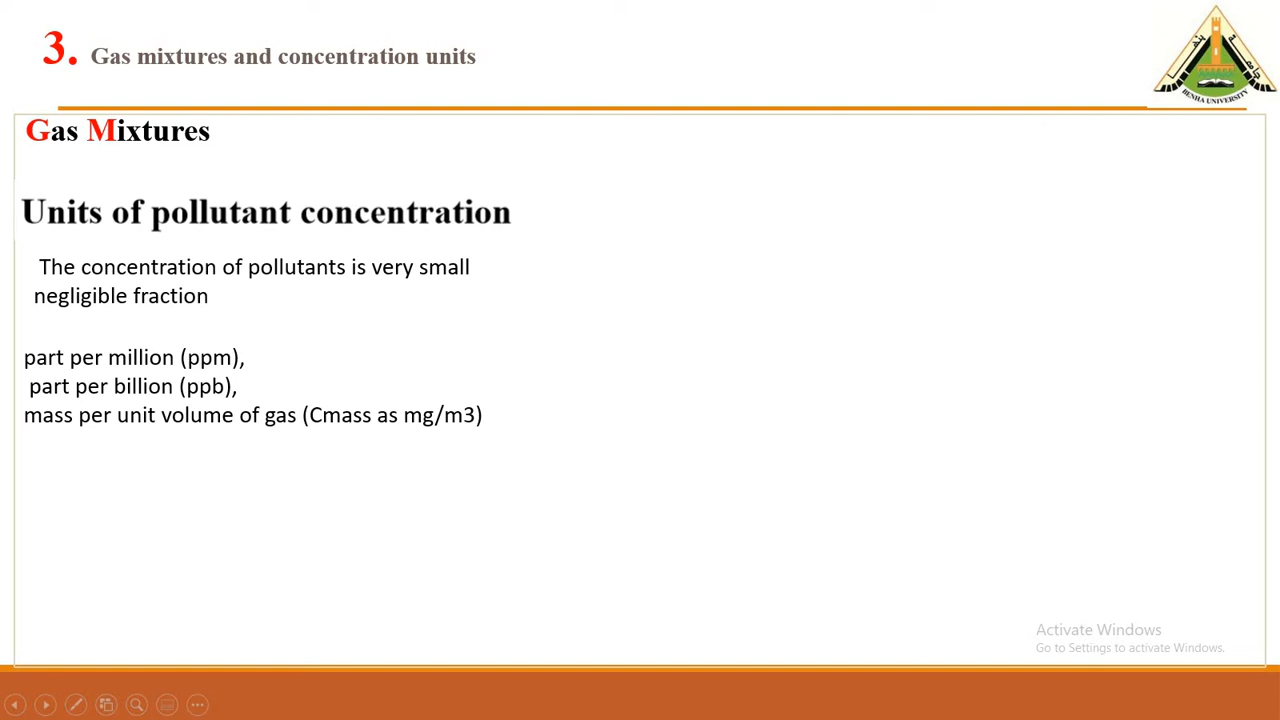 3. Gas mixtures and concentration units
BENHA UNIVERSITY
Gas Mixtures
Units of pollutant concentration
The concentration of pollutants is very small
negligible fraction
part per million (ppm),
part per billion (ppb),
mass per unit volume of gas (Cmass as mg/m3)
Activate Windows
Go to Settings to activate Windows.